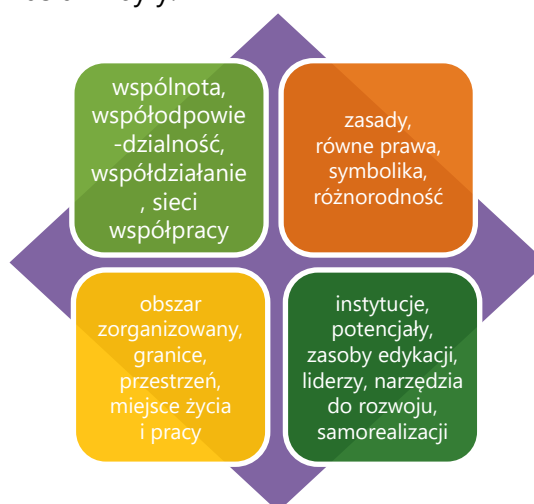 wspólnota,
współodpowie
-dzialność,
współdziałanie
, sieci
współpracy
zasady,
równe prawa,
symbolika,
różnorodność
obszar
zorganizowany,
granice,
przestrzeń,
miejsce życia
i pracy
instytucje,
potencjały,
zasoby edykacji,
liderzy, narzędzia
do rozwoju,
samorealizacji